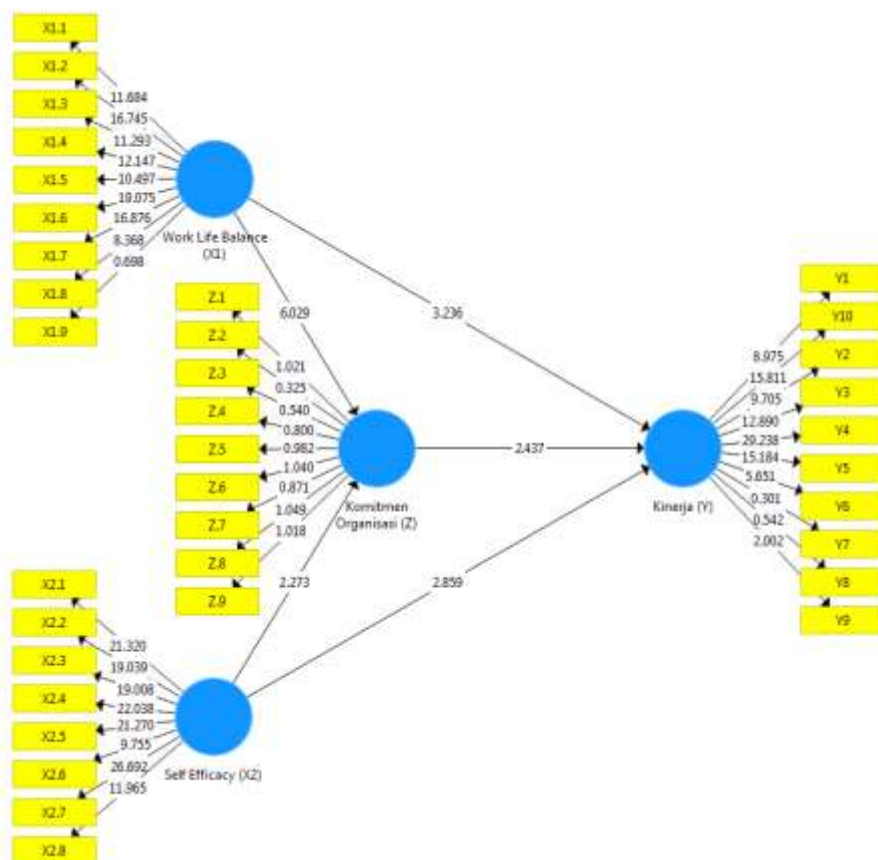 X1.1
X1.2
X1.3
X1.4
X1.5
X1.6
X1.7
X1.8
X1.9
11.684
16.745
11.293
12.147
10.497
19.075
16.876
8.368
0.698
Work Life Balance
(X1)
6.029
3.236
Z.1
Z.2
Z.3
Z.4
Z.5
Z.6
Z.7
Z.8
Z.9
1.021
0.325
0.540
0.800
0.982
1.040
0.871
1.049
1.018
Komitmen
Organisasi (Z)
2.437
2.273
2.859
Kinerja (Y)
8.975
15.811
9.705
12.890
29.238
15.184
5.651
0.301
0.542
2.002
Y1
Y10
Y2
Y3
Y4
Y5
Y6
Y7
Y8
Y9
X2.1
X2.2
X2.3
X2.4
X2.5
X2.6
X2.7
X2.8
21.320
19.039
19.008
22.038
21.270
9.755
26.692
11.965
Self Efficacy (X2)